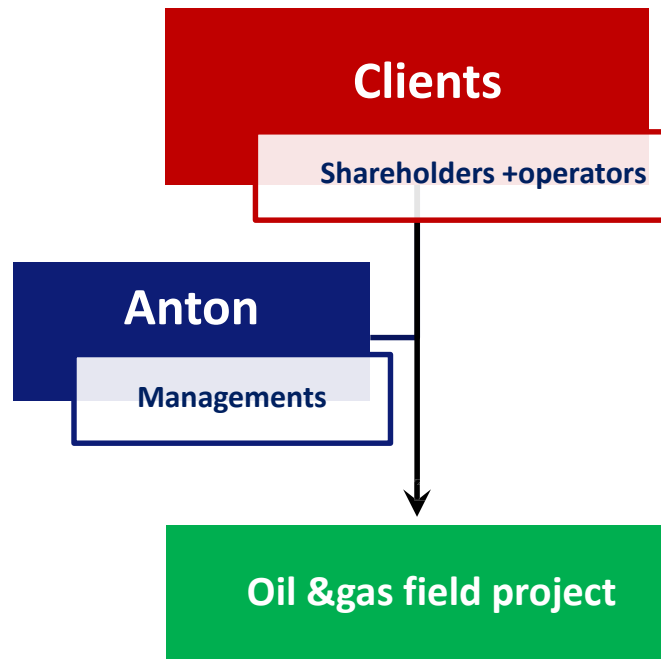 Clients
Shareholders +operators
Anton
Managements
Oil &gas field project